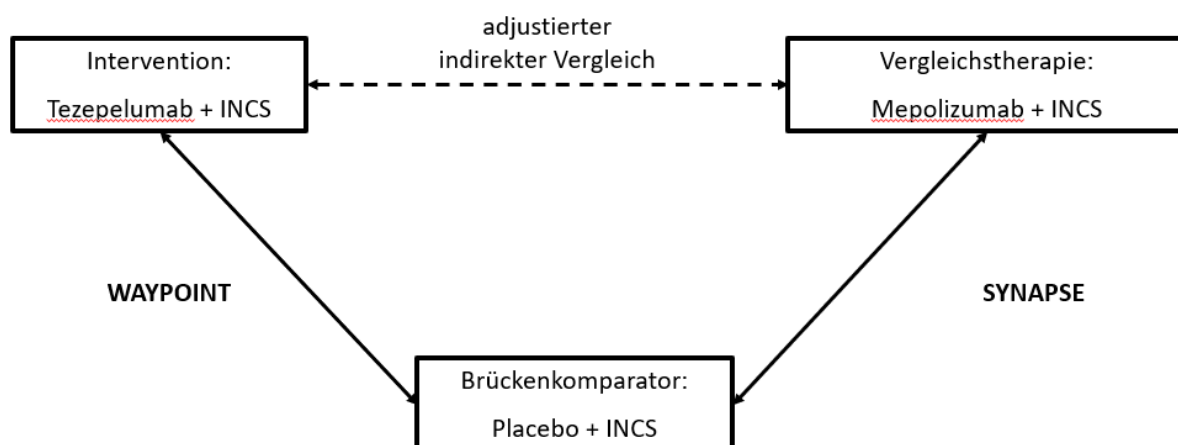 adjustierter
indirekter Vergleich
Intervention:
Tezepelumab + INCS
Vergleichstherapie:
Mepolizumab + INCS
WAYPOINT
SYNAPSE
Brückenkomparator:
Placebo + INCS